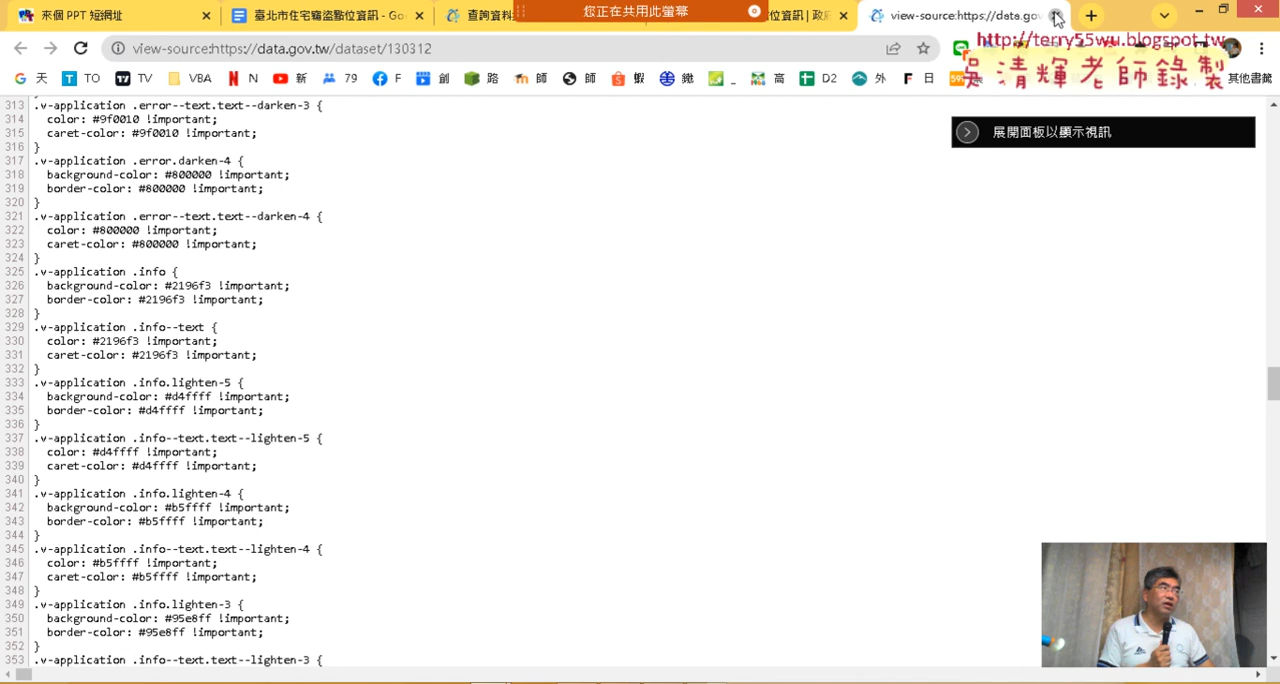 來個 PPT 短網址
臺北市住宅竊盜點位資訊 - Go
查詢資料
您正在共用此螢幕
位資訊 | 政府
view-source:https://data.gov
view-source:https://data.gov.tw/dataset/130312
http://terry55wu.blogspot.tw
吳清輝老師錄製
天
TO
TV
VBA
N
新
79
F
創
路
師
師
蝦
_
高
D2
外
日
其他書籤
展開面板以顯示視訊
313 .v-application .error--text.text--darken-3 {
314 color: #9f0010 !important;
315 caret-color: #9f0010 !important;
316 }
317 .v-application .error.darken-4 {
318 background-color: #800000 !important;
319 border-color: #800000 !important;
320 }
321 .v-application .error--text.text--darken-4 {
322 color: #800000 !important;
323 caret-color: #800000 !important;
324 }
325 .v-application .info {
326 background-color: #2196f3 !important;
327 border-color: #2196f3 !important;
328 }
329 .v-application .info--text {
330 color: #2196f3 !important;
331 caret-color: #2196f3 !important;
332 }
333 .v-application .info.lighten-5 {
334 background-color: #d4ffff !important;
335 border-color: #d4ffff !important;
336 }
337 .v-application .info--text.text--lighten-5 {
338 color: #d4ffff !important;
339 caret-color: #d4ffff !important;
340 }
341 .v-application .info.lighten-4 {
342 background-color: #b5ffff !important;
343 border-color: #b5ffff !important;
344 }
345 .v-application .info--text.text--lighten-4 {
346 color: #b5ffff !important;
347 caret-color: #b5ffff !important;
348 }
349 .v-application .info.lighten-3 {
350 background-color: #95e8ff !important;
351 border-color: #95e8ff !important;
352 }
353 .v-application .info--text.text--lighten-3 {